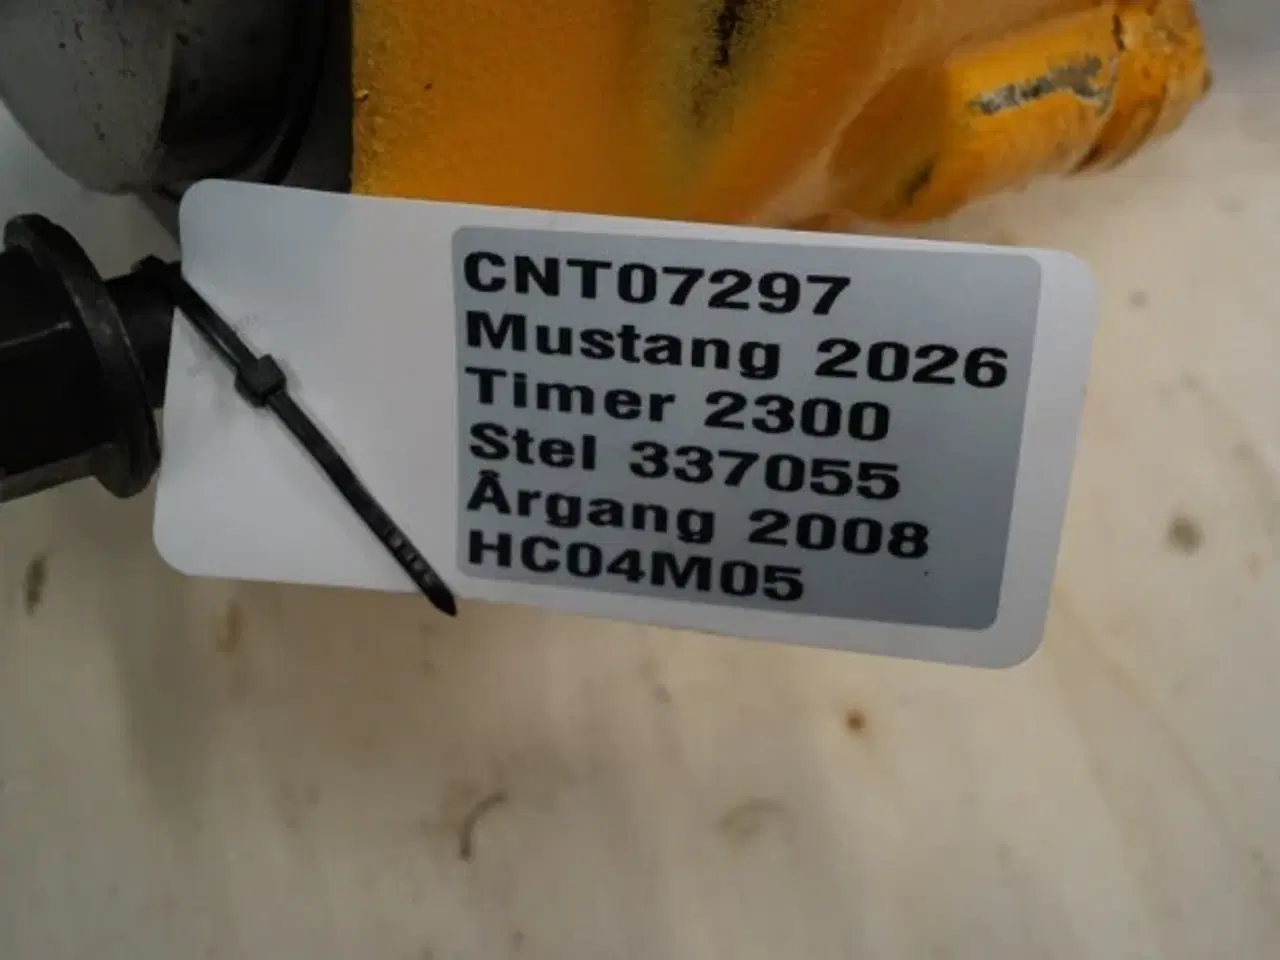 CNT07297
Mustang 2026
Timer 2300
Stel 337055
Årgang 2008
HC04M05